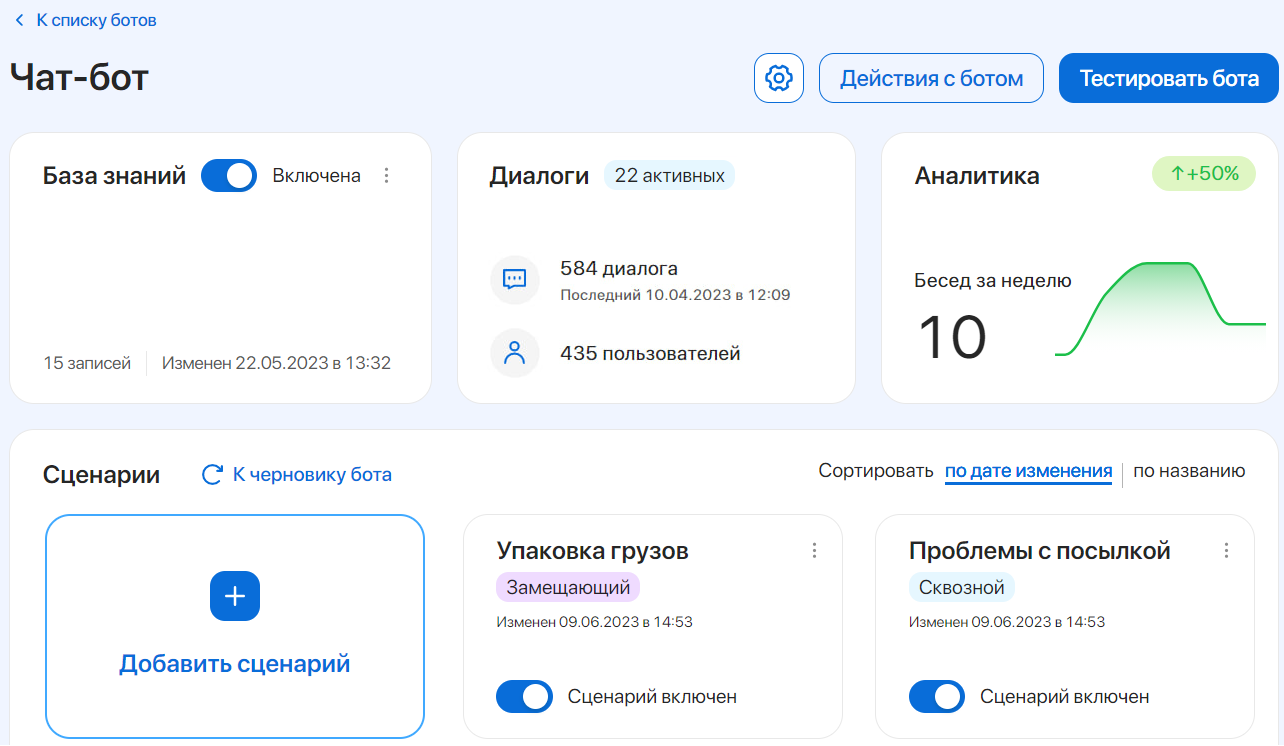 К списку ботов
Чат-бот
Действия с ботом
Тестировать бота
База знаний
Включена
15 записей
Изменен 22.05.2023 в 13:32
Диалоги
22 активных
584 диалога
Последний 10.04.2023 в 12:09
435 пользователей
Аналитика
↑+50%
Бесед за неделю
10
Сценарии
К черновику бота
Сортировать по дате изменения по названию
Добавить сценарий
Упаковка грузов
Замещающий
Изменен 09.06.2023 в 14:53
Сценарий включен
Проблемы с посылкой
Сквозной
Изменен 09.06.2023 в 14:53
Сценарий включен